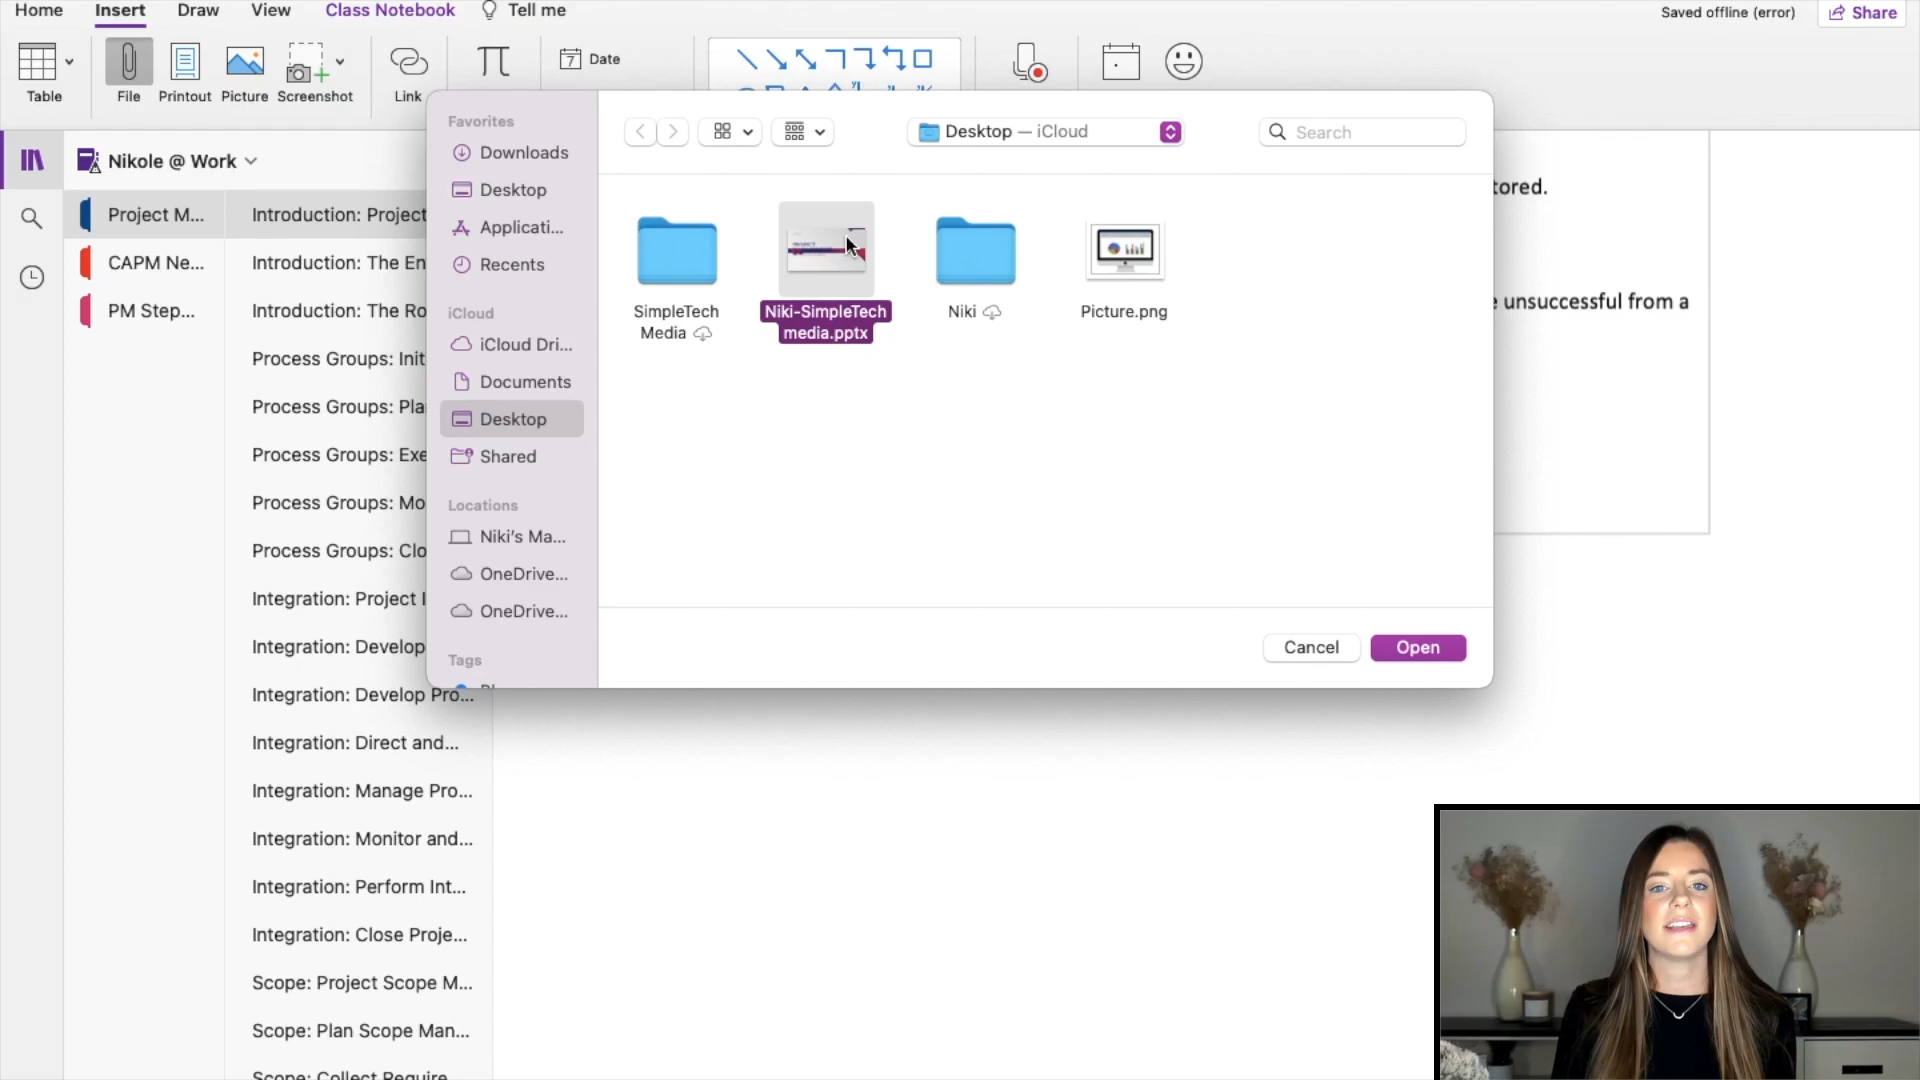 Home Insert Draw View Class Notebook Tell me
Saved offline (error) Share
Table File Printout Picture Screenshot Link
7 Date
Nikole @ Work
Project M...
CAPM Ne...
PM Step...
Introduction: Project
Introduction: The En
Introduction: The Ro
Process Groups: Init
Process Groups: Pla
Process Groups: Exe
Process Groups: Mo
Process Groups: Clo
Integration: Project I
Integration: Develop
Integration: Develop Pro...
Integration: Direct and...
Integration: Manage Pro...
Integration: Monitor and...
Integration: Perform Int...
Integration: Close Proje...
Scope: Project Scope M...
Scope: Plan Scope Man...
Scope: Collect Require
Favorites
Downloads
Desktop
Applicati...
Recents
iCloud
iCloud Dri...
Documents
Desktop
Shared
Locations
Niki's Ma...
OneDrive...
OneDrive...
Tags
Desktop — iCloud
Search
SimpleTech
Media
Niki-SimpleTech
media.pptx
Niki
Picture.png
Cancel Open
tored.
e unsuccessful from a